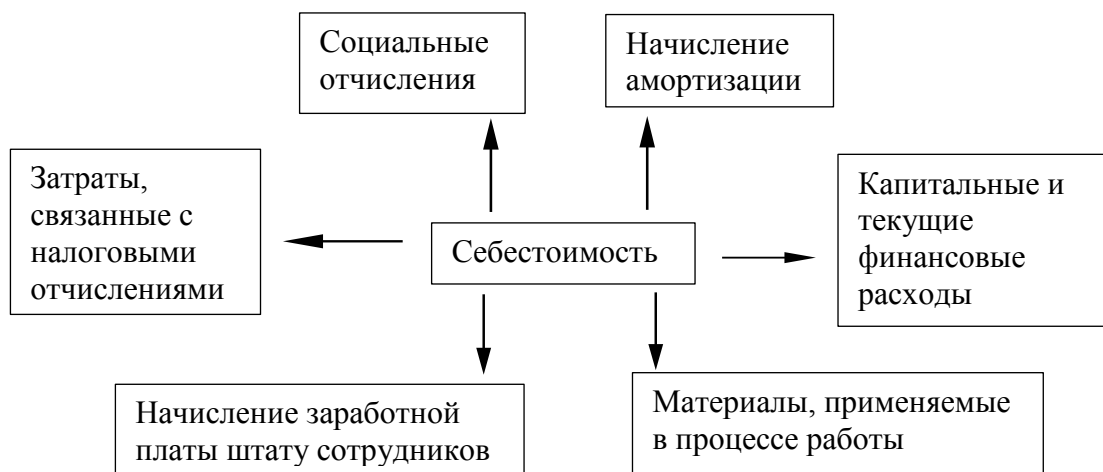 Социальные
отчисления
Начисление
амортизации
Затраты,
связанные с
налоговыми
отчислениями
Себестоимость
Капитальные и
текущие
финансовые
расходы
Начисление заработной
платы штату сотрудников
Материалы, применяемые
в процессе работы